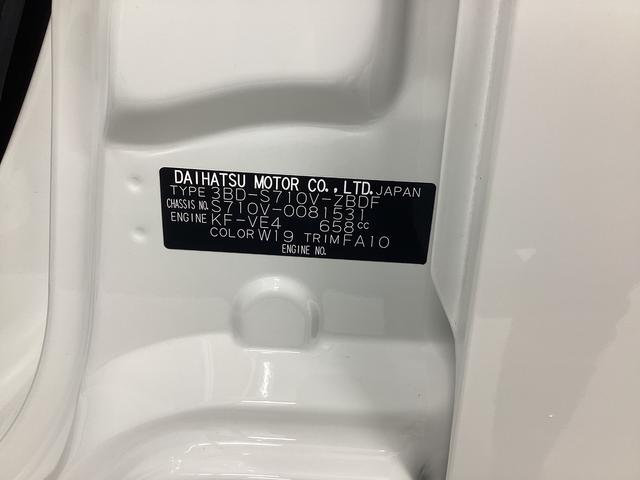 DAIHATSU MOTOR CO., LTD. JAPAN
TYPE 3BD-S710V-ZBDF
CHASSIS NO. S710V-0081531
ENGINE KF-VE4 658cc
COLOR W19 TRIM FA10
ENGINE NO.